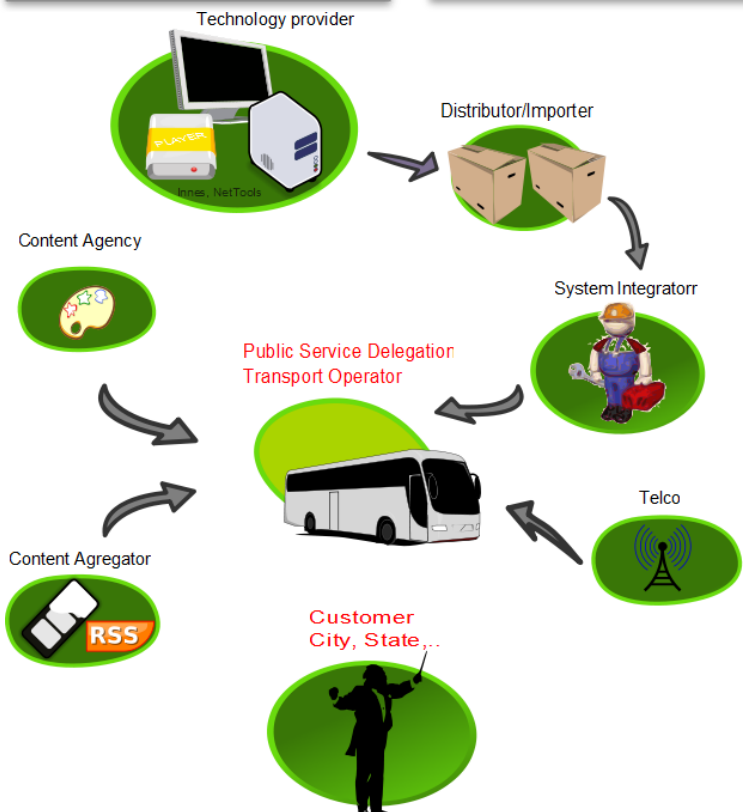 Technology provider
PLAYER
Innes, NetTools
Distributor/Importer
Content Agency
System Integratorr
Public Service Delegation
Transport Operator
Telco
Content Agregator
RSS
Customer
City, State,..